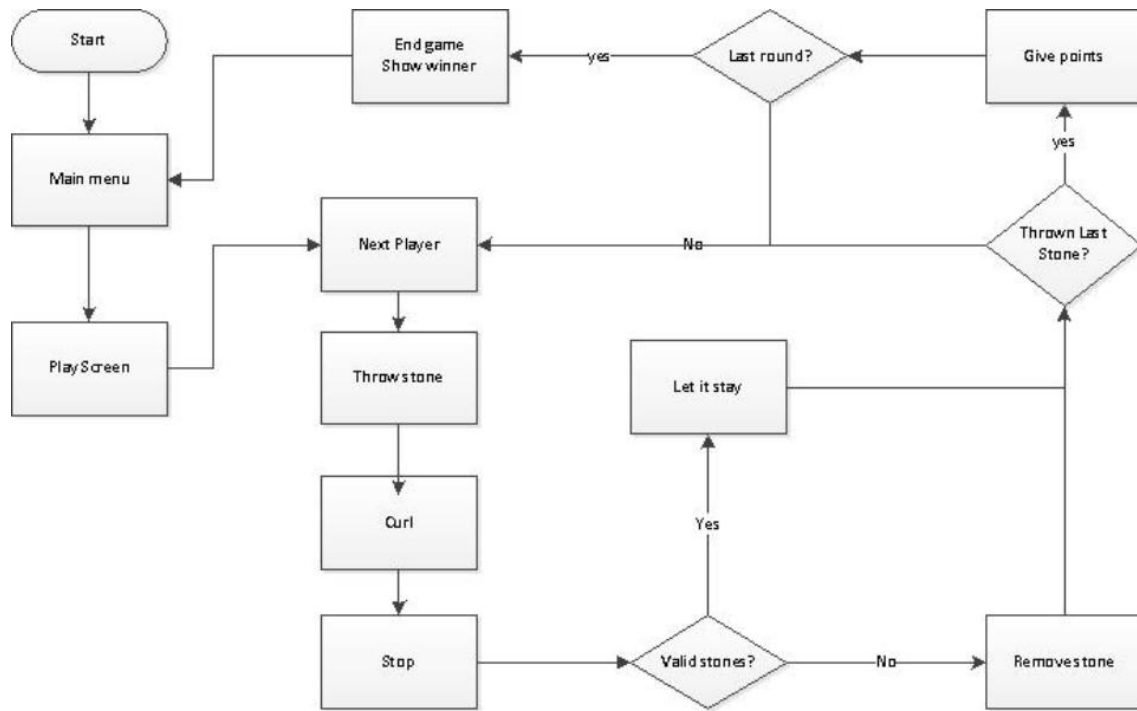 Start
End game
Show winner
yes
Last round?
Give points
yes
Main menu
Next Player
No
Thrown Last
Stone?
Play Screen
Throw stone
Let it stay
Curl
Yes
Stop
Valid stones?
No
Remove stone